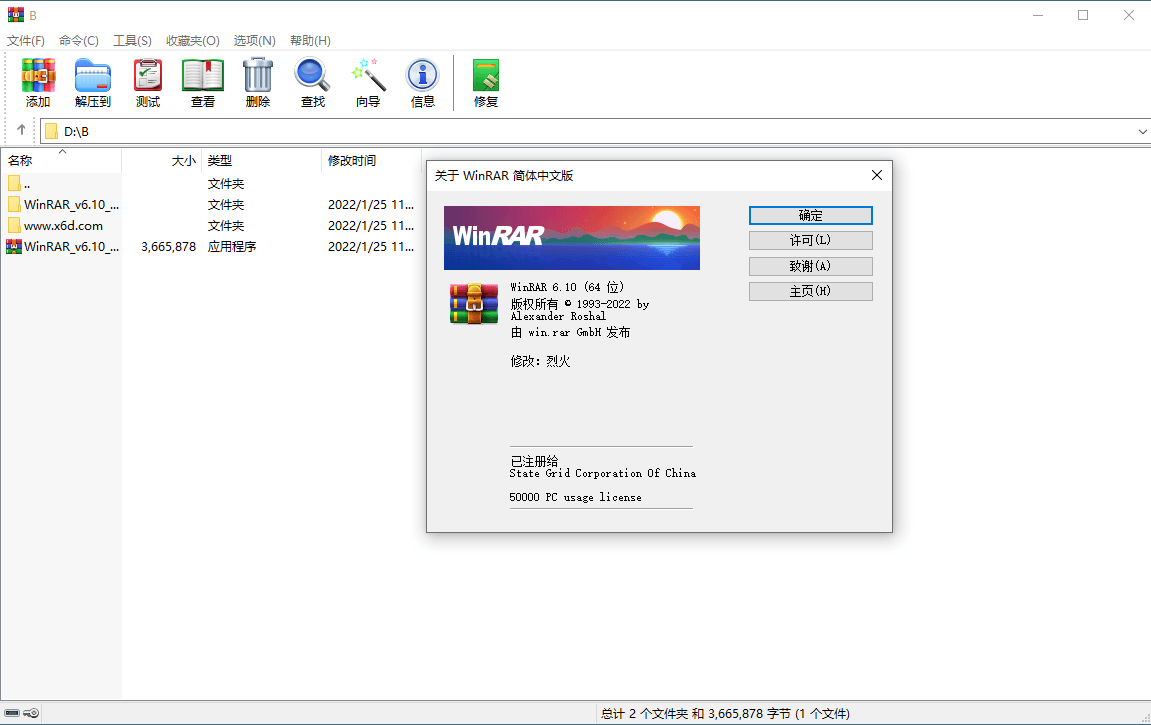 B
文件(F) 命令(C) 工具(S) 收藏夹(O) 选项(N) 帮助(H)
添加 解压到 测试 查看 删除 查找 向导 信息 修复
D:\B
名称 大小 类型 修改时间
.. 文件夹
WinRAR_v6.10_... 文件夹 2022/1/25 11...
www.x6d.com 文件夹 2022/1/25 11...
WinRAR_v6.10_... 3,665,878 应用程序 2022/1/25 11...
关于 WinRAR 简体中文版
WinRAR
确定
许可(L)
致谢(A)
主页(H)
WinRAR 6.10 (64 位)
版权所有 © 1993-2022 by
Alexander Roshal
由 win.rar GmbH 发布
修改：烈火
已注册给
State Grid Corporation Of China
50000 PC usage license
总计 2 个文件夹 和 3,665,878 字节 (1 个文件)